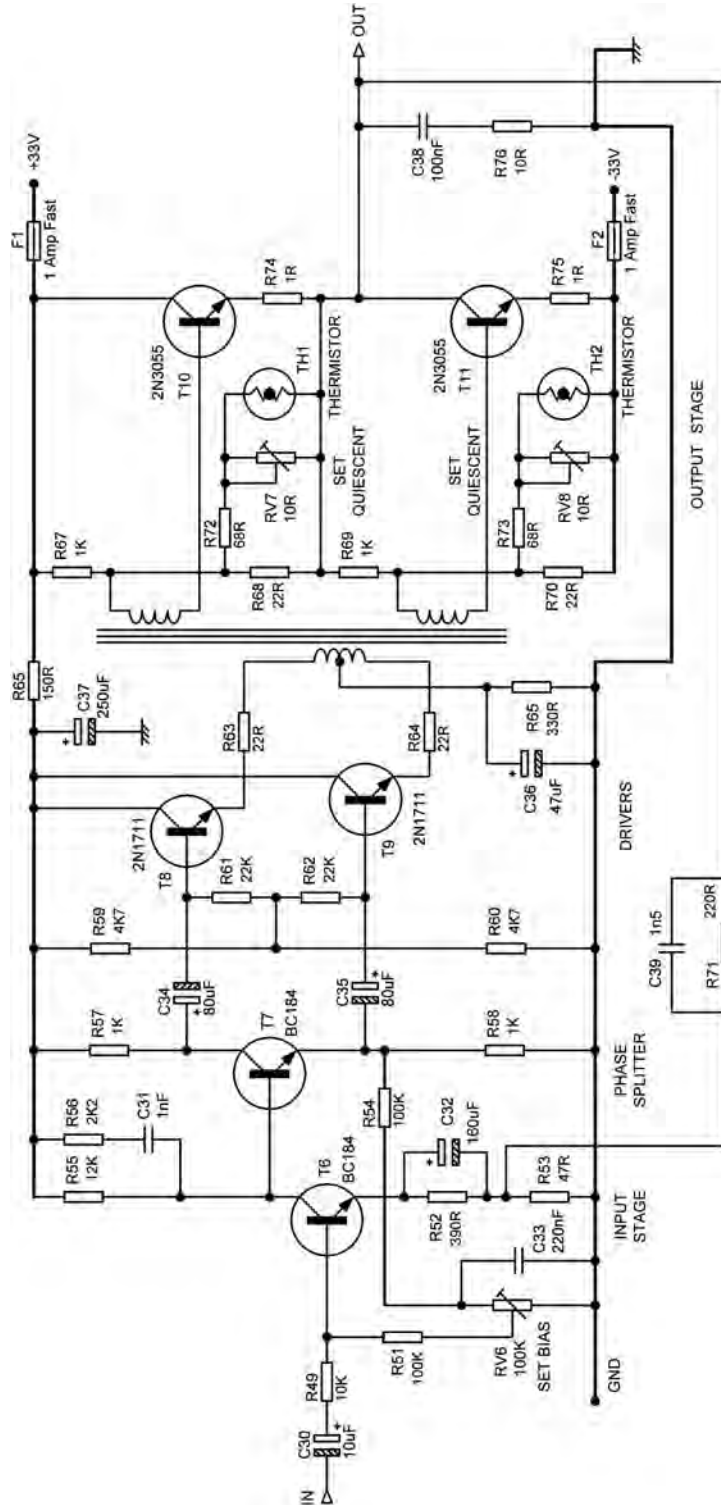 IN
C30
10uF
+
R49
10K
R51
100K
RV6
100K
SET BIAS
GND
R55
12K
R56
2K2
C31
1nF
T6
BC184
R52
390R
+
C32
160uF
R53
47R
C33
220nF
INPUT
STAGE
R54
100K
R57
1K
T7
BC184
R58
1K
PHASE
SPLITTER
C34
80uF
+
C35
80uF
+
R59
4K7
R60
4K7
R61
22K
R62
22K
T8
2N1711
T9
2N1711
DRIVERS
R65
150R
+
C37
250uF
R63
22R
R64
22R
+
C36
47uF
R65
330R
C39
1n5
R71
220R
R67
1K
R68
22R
R69
1K
R70
22R
R72
68R
RV7
10R
SET
QUIESCENT
TH1
THERMISTOR
R73
68R
RV8
10R
SET
QUIESCENT
TH2
THERMISTOR
2N3055
T10
R74
1R
2N3055
T11
R75
1R
F1
1 Amp Fast
+33V
F2
1 Amp Fast
-33V
C38
100nF
R76
10R
OUT
OUTPUT STAGE